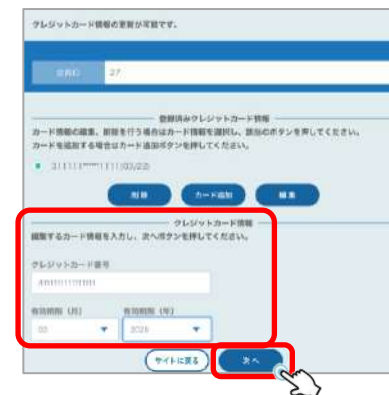 クレジットカード情報の更新が可能です。
会員ID 27
登録済みクレジットカード情報
カード情報の編集、削除を行う場合はカード情報を選択し、該当のボタンを押してください。
カードを追加する場合はカード追加ボタンを押してください。
削除 カード追加 編集
クレジットカード情報
編集するカード情報を入力し、次へボタンを押してください。
クレジットカード番号
有効期限（月） 有効期限（年）
03 2025
サイトに戻る 次へ